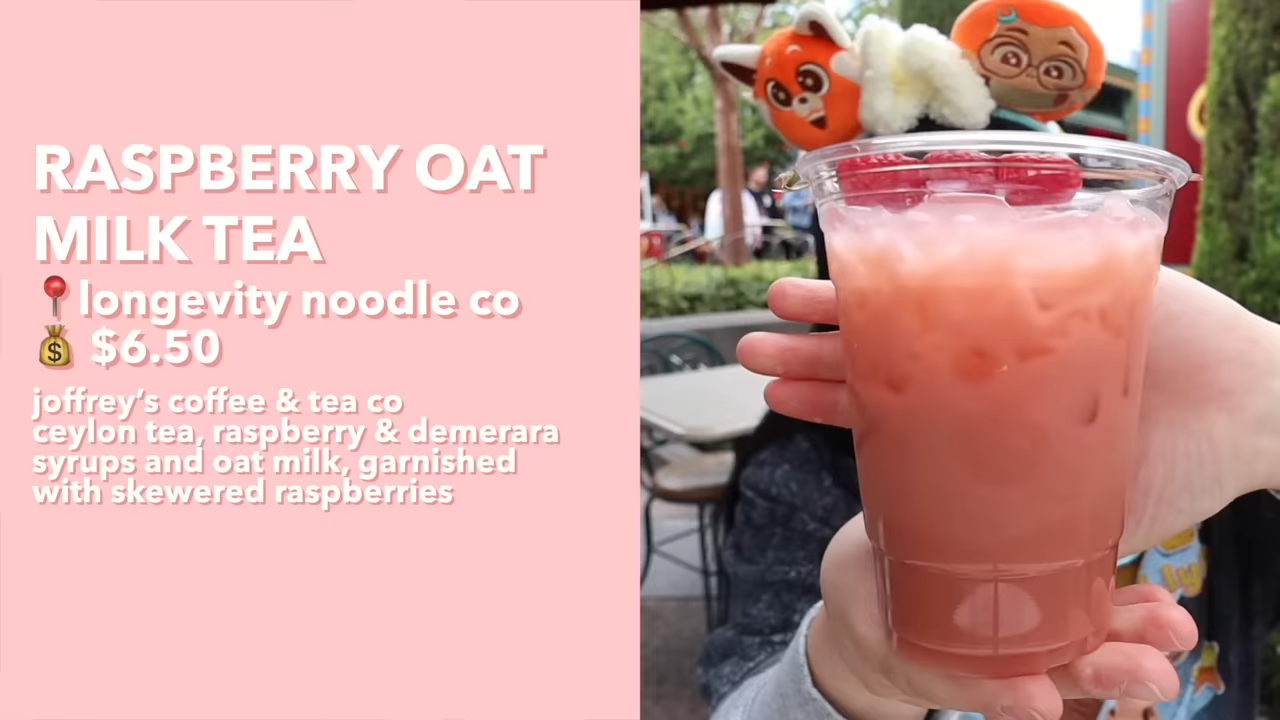 RASPBERRY OAT
MILK TEA
📍longevity noodle co
💰 $6.50
joffrey's coffee & tea co
ceylon tea, raspberry & demerara
syrups and oat milk, garnished
with skewered raspberries